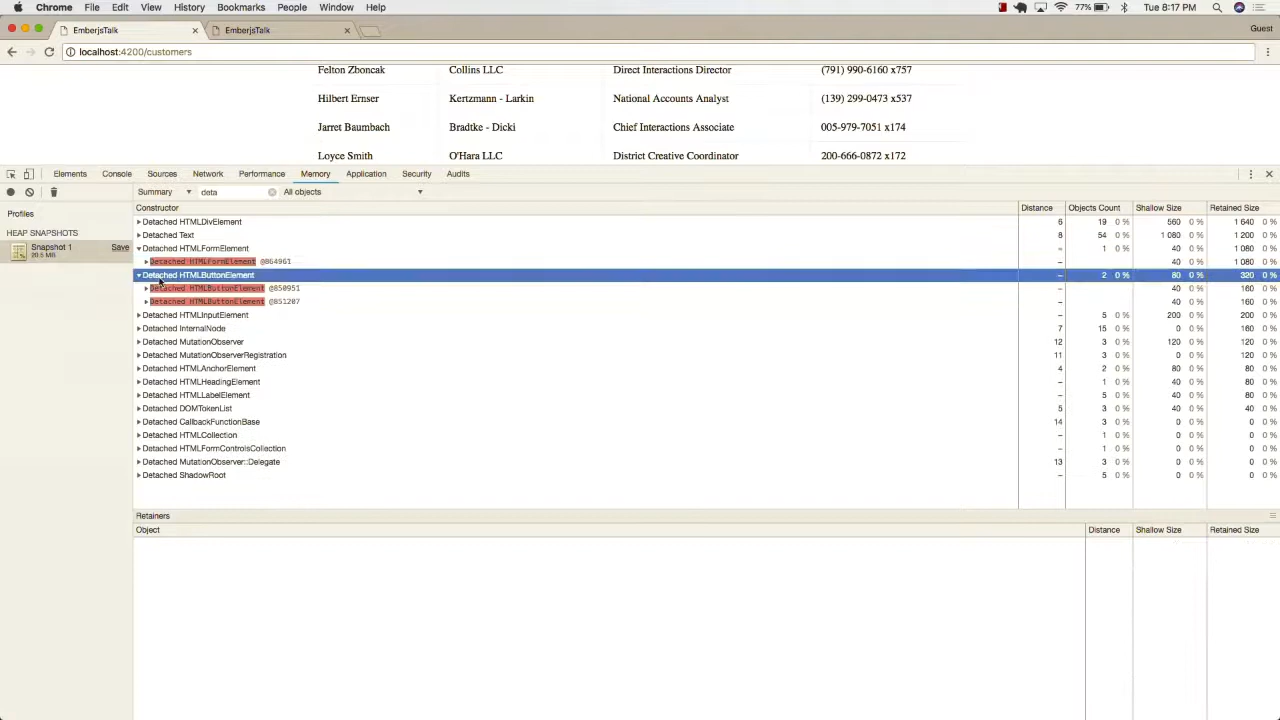 Chrome File Edit View History Bookmarks People Window Help 77% Tue 8:17 PM
EmberjsTalk × EmberjsTalk × Guest
localhost:4200/customers
Felton Zboncak Collins LLC Direct Interactions Director (791) 990-6160 x757
Hilbert Ernser Kertzmann - Larkin National Accounts Analyst (139) 299-0473 x537
Jarret Baumbach Bradtke - Dicki Chief Interactions Associate 005-979-7051 x174
Loyce Smith O'Hara LLC District Creative Coordinator 200-666-0872 x172
Elements Console Sources Network Performance Memory Application Security Audits
Summary deta All objects
Profiles Constructor Distance Objects Count Shallow Size Retained Size
Detached HTMLDivElement 6 19 0 % 560 0 % 1 640 0 %
HEAP SNAPSHOTS Detached Text 8 54 0 % 1 080 0 % 1 200 0 %
Snapshot 1 Save Detached HTMLFormElement – 1 0 % 40 0 % 1 080 0 %
20.5 MB Detached HTMLFormElement @864961 – 40 0 % 1 080 0 %
Detached HTMLButtonElement – 2 0 % 80 0 % 320 0 %
Detached HTMLButtonElement @850951 – 40 0 % 160 0 %
Detached HTMLButtonElement @851207 – 40 0 % 160 0 %
Detached HTMLInputElement – 5 0 % 200 0 % 200 0 %
Detached InternalNode 7 15 0 % 0 0 % 160 0 %
Detached MutationObserver 12 3 0 % 120 0 % 120 0 %
Detached MutationObserverRegistration 11 3 0 % 0 0 % 120 0 %
Detached HTMLAnchorElement 4 2 0 % 80 0 % 80 0 %
Detached HTMLHeadingElement – 1 0 % 40 0 % 80 0 %
Detached HTMLLabelElement – 5 0 % 40 0 % 80 0 %
Detached DOMTokenList 5 3 0 % 40 0 % 40 0 %
Detached CallbackFunctionBase 14 3 0 % 0 0 % 0 0 %
Detached HTMLCollection – 1 0 % 0 0 % 0 0 %
Detached HTMLFormControlsCollection – 1 0 % 0 0 % 0 0 %
Detached MutationObserver::Delegate 13 3 0 % 0 0 % 0 0 %
Detached ShadowRoot – 5 0 % 0 0 % 0 0 %
Retainers
Object Distance Shallow Size Retained Size